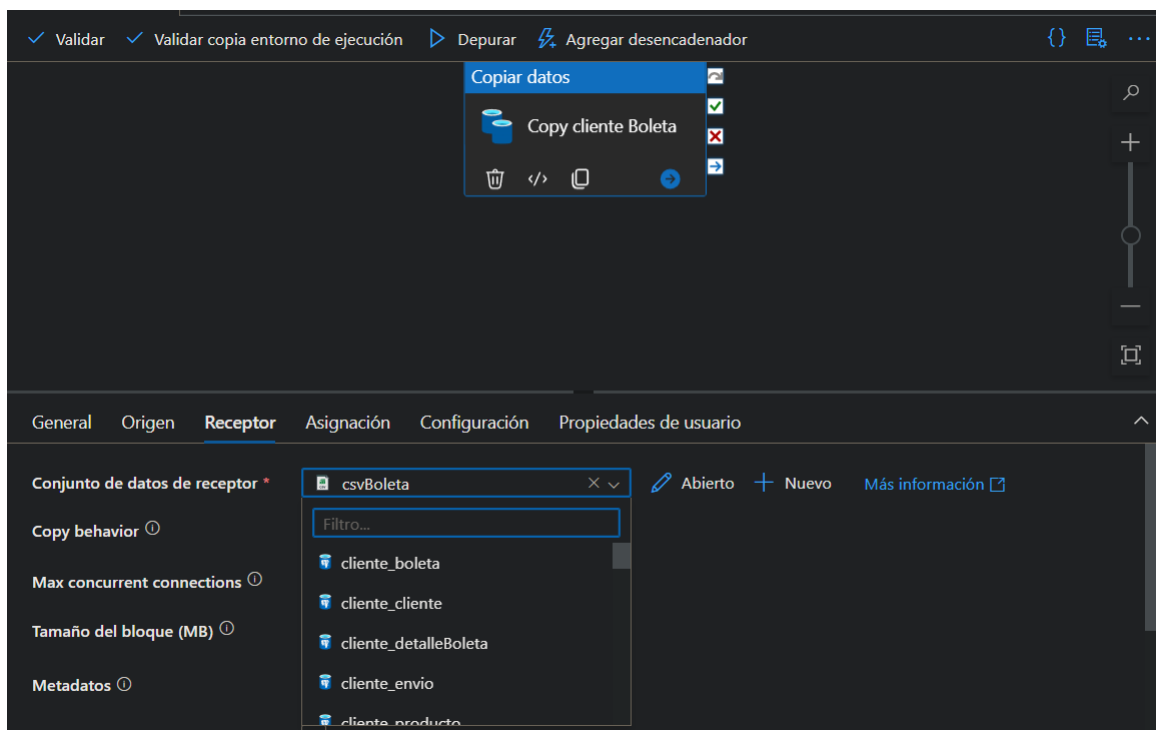 Validar Validar copia entorno de ejecución Depurar Agregar desencadenador {} ...
Copiar datos
Copy cliente Boleta
General Origen Receptor Asignación Configuración Propiedades de usuario
Conjunto de datos de receptor * csvBoleta Abierto Nuevo Más información
Filtro...
Copy behavior
cliente_boleta
Max concurrent connections
cliente_cliente
Tamaño del bloque (MB)
cliente_detalleBoleta
Metadatos
cliente_envio
cliente_producto